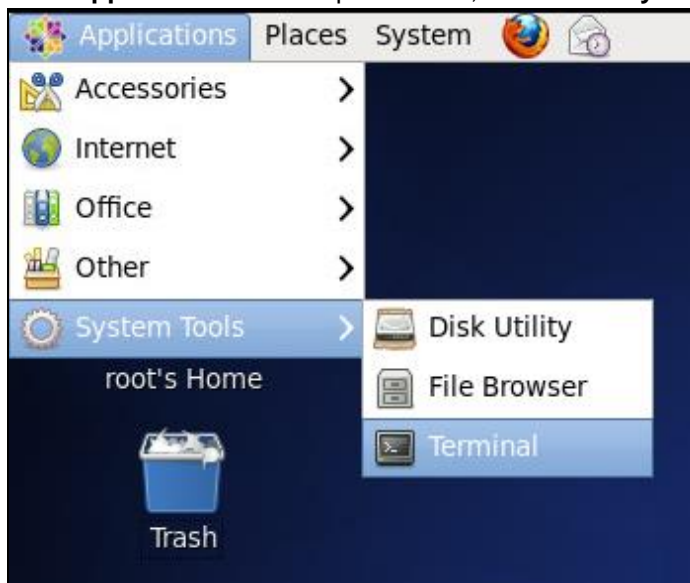 Applications Places System
Accessories
Internet
Office
Other
System Tools
Disk Utility
File Browser
Terminal
root's Home
Trash